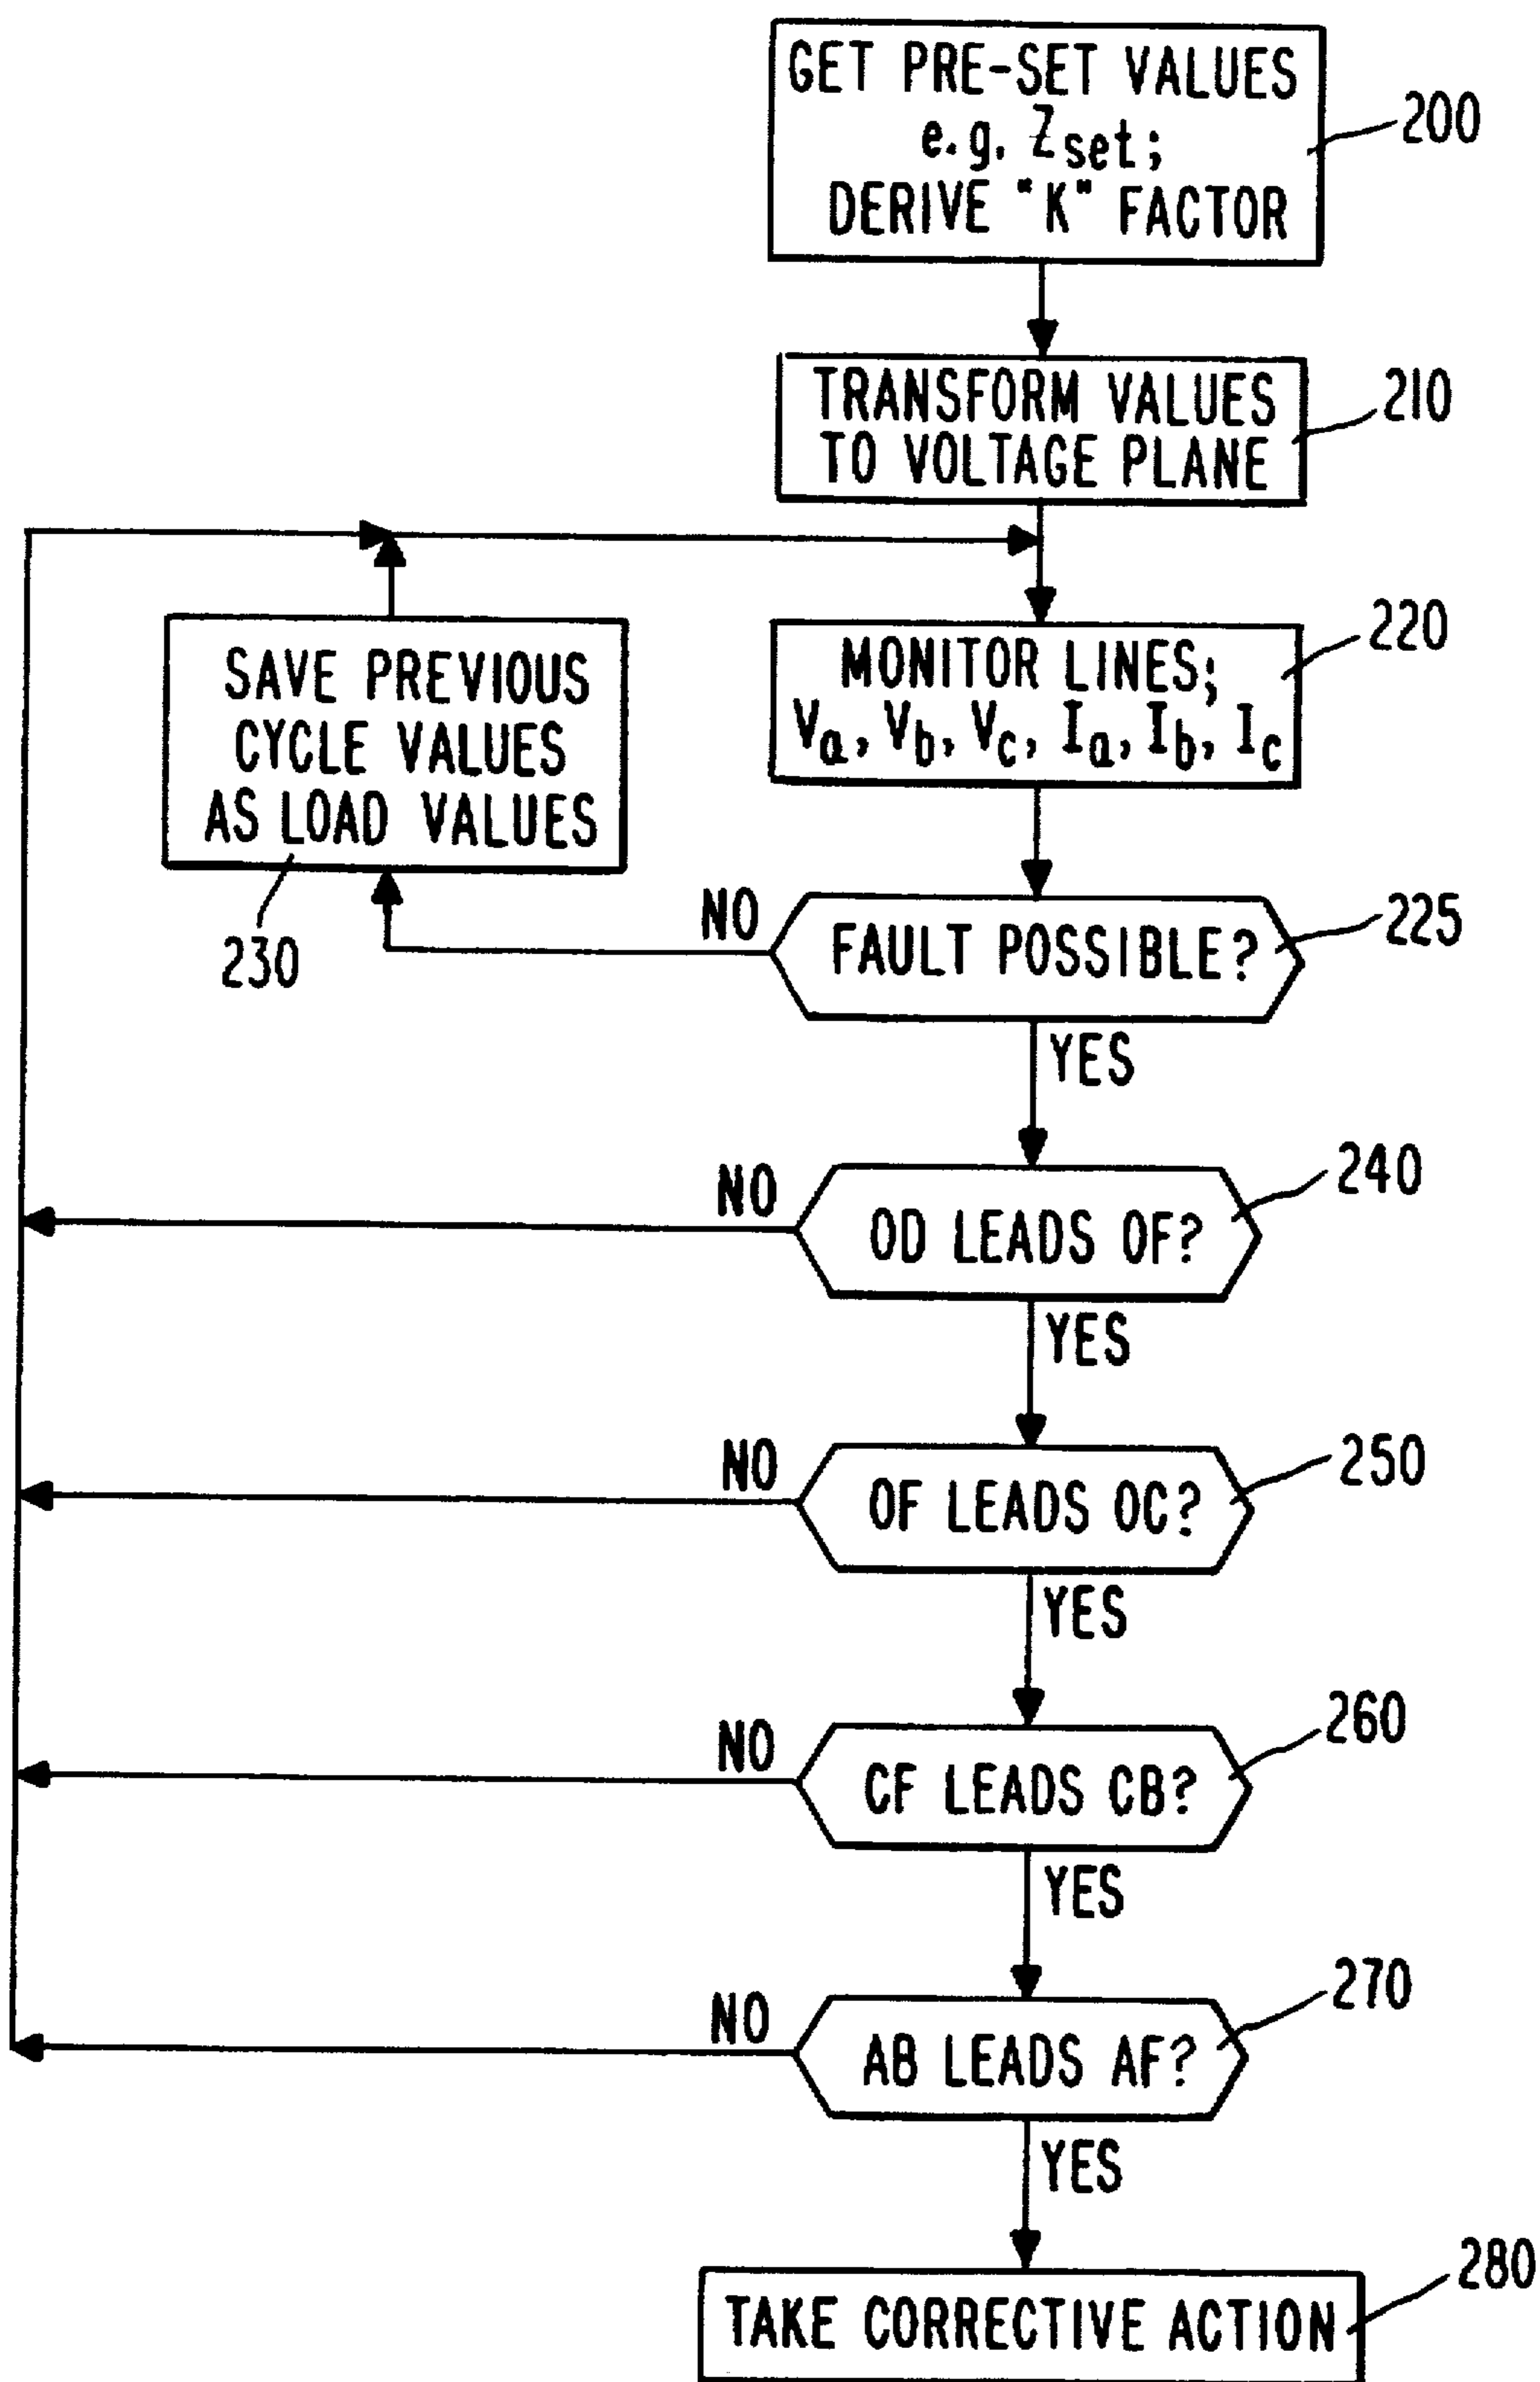 GET PRE-SET VALUES
e.g. Zset;
DERIVE "K" FACTOR
200
TRANSFORM VALUES
TO VOLTAGE PLANE
210
SAVE PREVIOUS
CYCLE VALUES
AS LOAD VALUES
230
MONITOR LINES;
Va, Vb, Vc, Ia, Ib, Ic
220
NO
FAULT POSSIBLE?
225
YES
NO
OD LEADS OF?
240
YES
NO
OF LEADS OC?
250
YES
NO
CF LEADS CB?
260
YES
NO
AB LEADS AF?
270
YES
TAKE CORRECTIVE ACTION
280